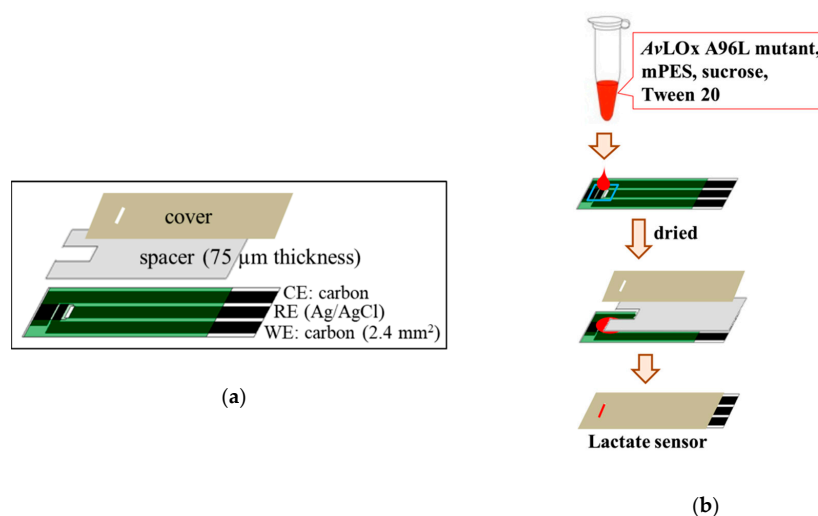 cover
spacer (75 µm thickness)
CE: carbon
RE (Ag/AgCl)
WE: carbon (2.4 mm²)
(a)
AvLOx A96L mutant,
mPES, sucrose,
Tween 20
dried
Lactate sensor
(b)